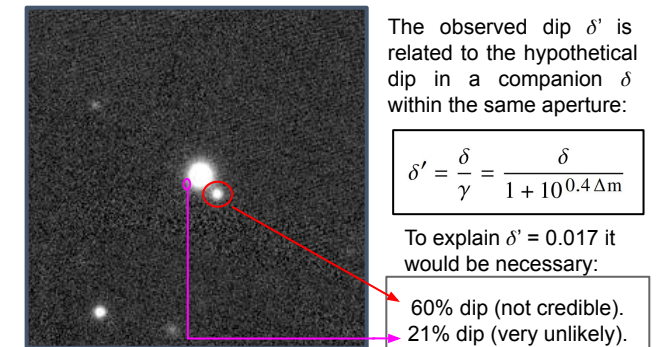 The observed dip δ’ is
related to the hypothetical
dip in a companion δ
within the same aperture:
δ′ = δ/γ = δ/(1 + 10^{0.4 Δm})
To explain δ’ = 0.017 it
would be necessary:
60% dip (not credible).
21% dip (very unlikely).